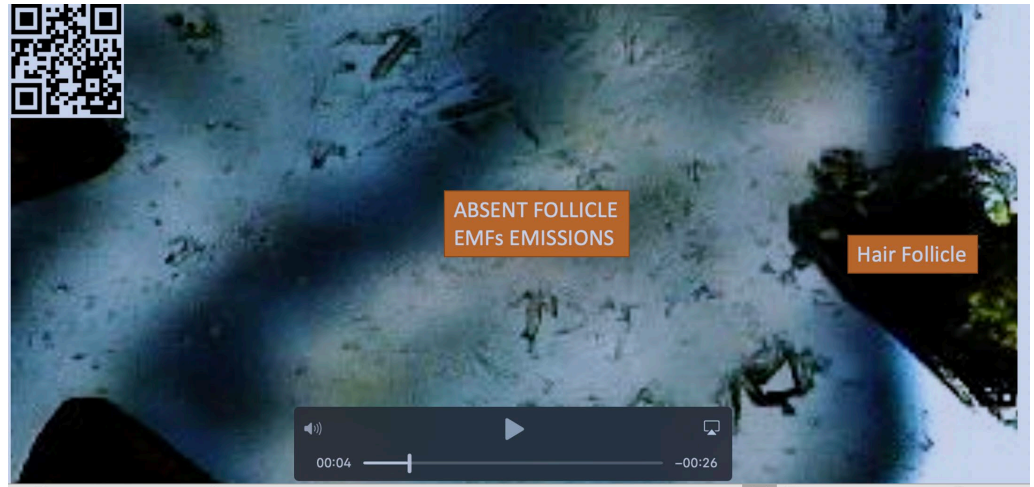 ABSENT FOLLICLE
EMFs EMISSIONS
Hair Follicle
00:04
–00:26